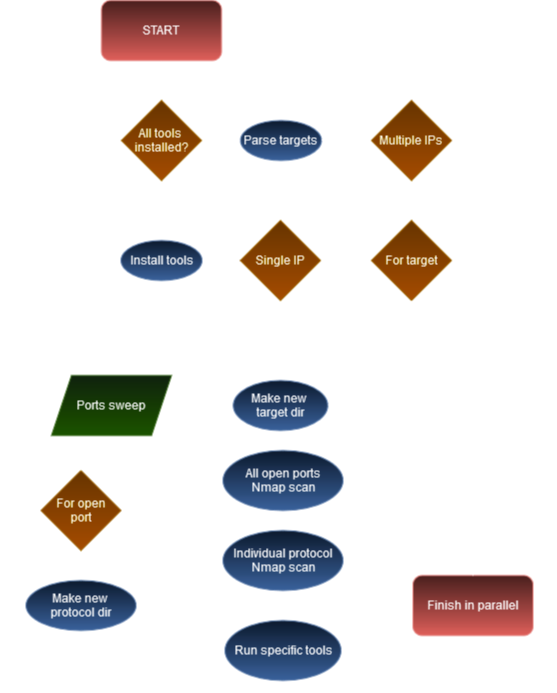 START
All tools
installed?
Parse targets
Multiple IPs
Install tools
Single IP
For target
Ports sweep
Make new
target dir
All open ports
Nmap scan
For open
port
Individual protocol
Nmap scan
Make new
protocol dir
Finish in parallel
Run specific tools